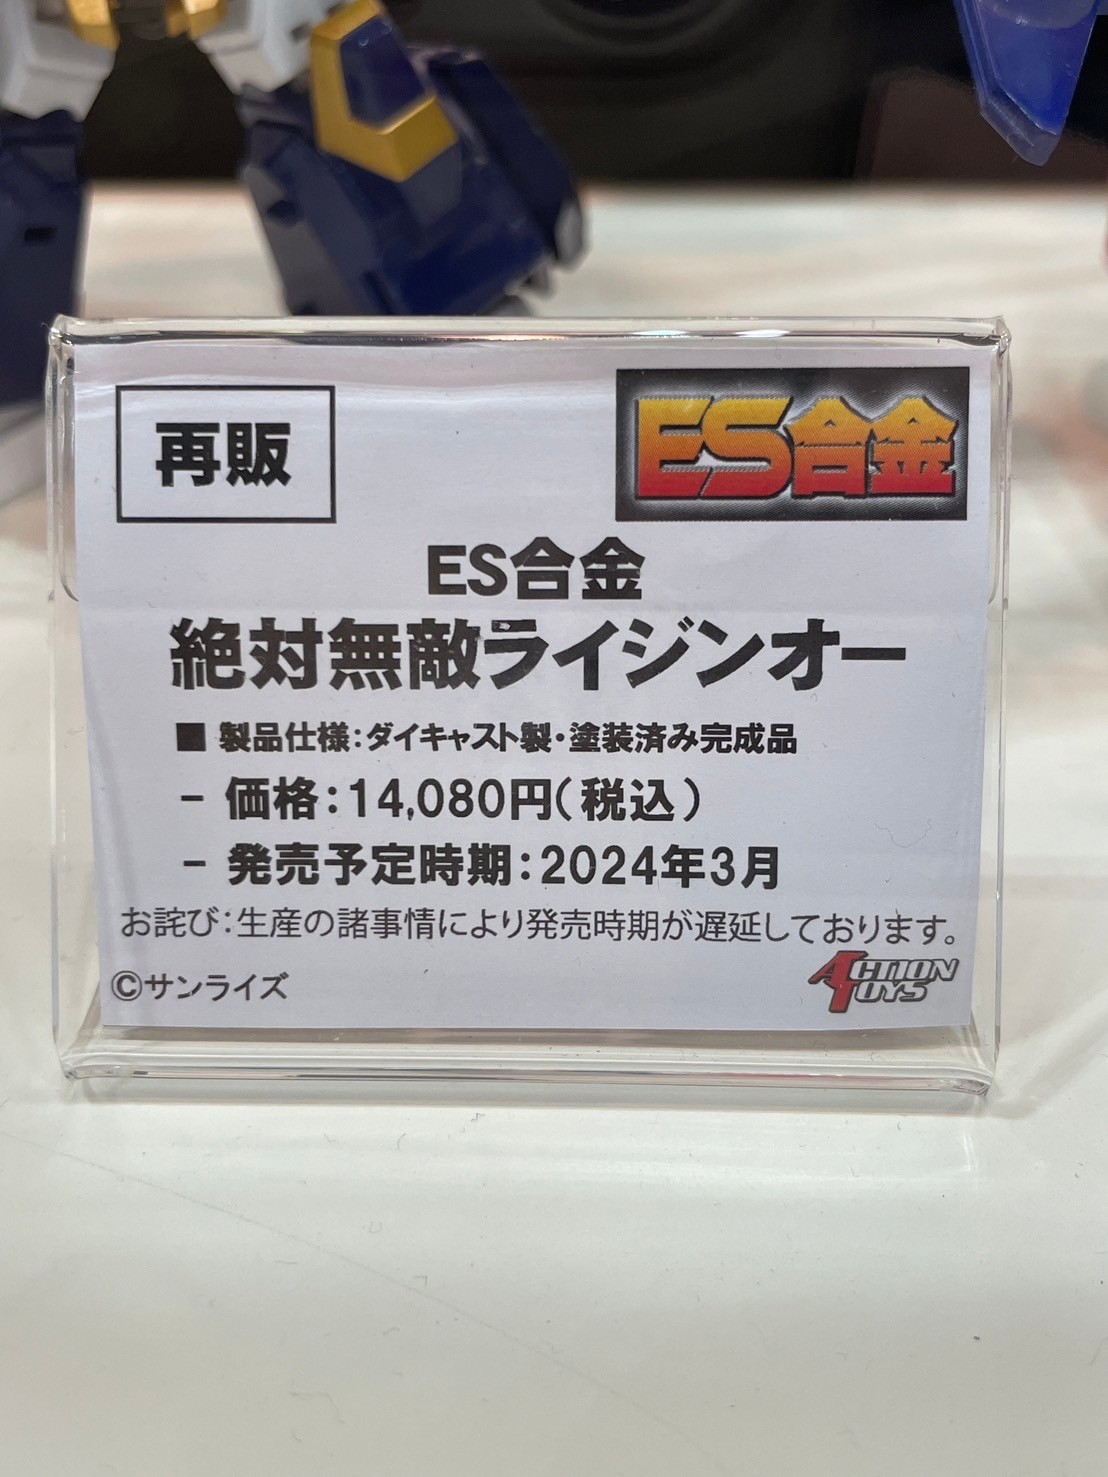 再販
ES合金
ES合金
絶対無敵ライジンオー
■ 製品仕様：ダイキャスト製・塗装済み完成品
- 価格：14,080円（税込）
- 発売予定時期：2024年3月
お詫び：生産の諸事情により発売時期が遅延しております。
©サンライズ
ACTION TOYS